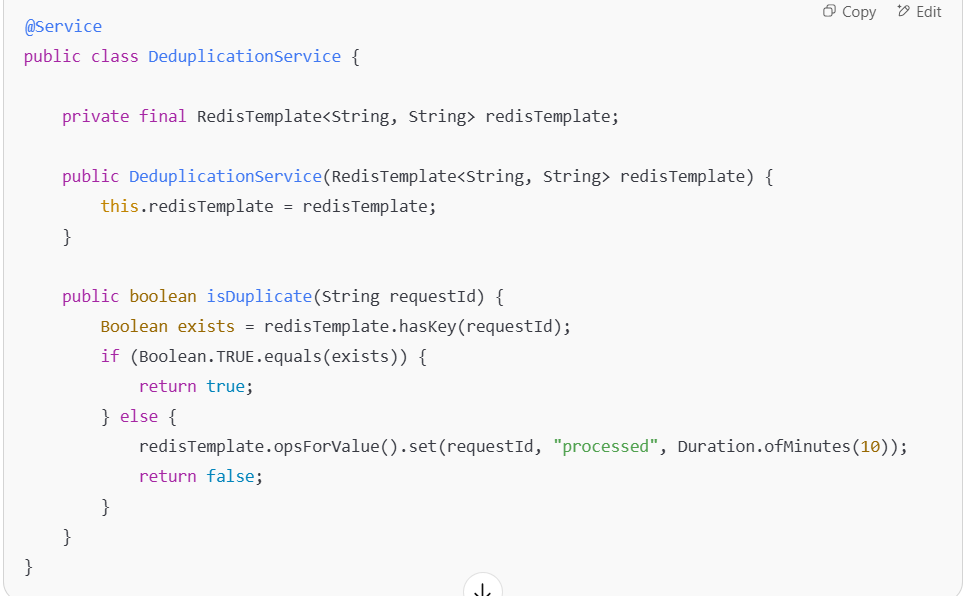 Copy Edit
@Service
public class DeduplicationService {
    private final RedisTemplate<String, String> redisTemplate;
    public DeduplicationService(RedisTemplate<String, String> redisTemplate) {
        this.redisTemplate = redisTemplate;
    }
    public boolean isDuplicate(String requestId) {
        Boolean exists = redisTemplate.hasKey(requestId);
        if (Boolean.TRUE.equals(exists)) {
            return true;
        } else {
            redisTemplate.opsForValue().set(requestId, "processed", Duration.ofMinutes(10));
            return false;
        }
    }
}